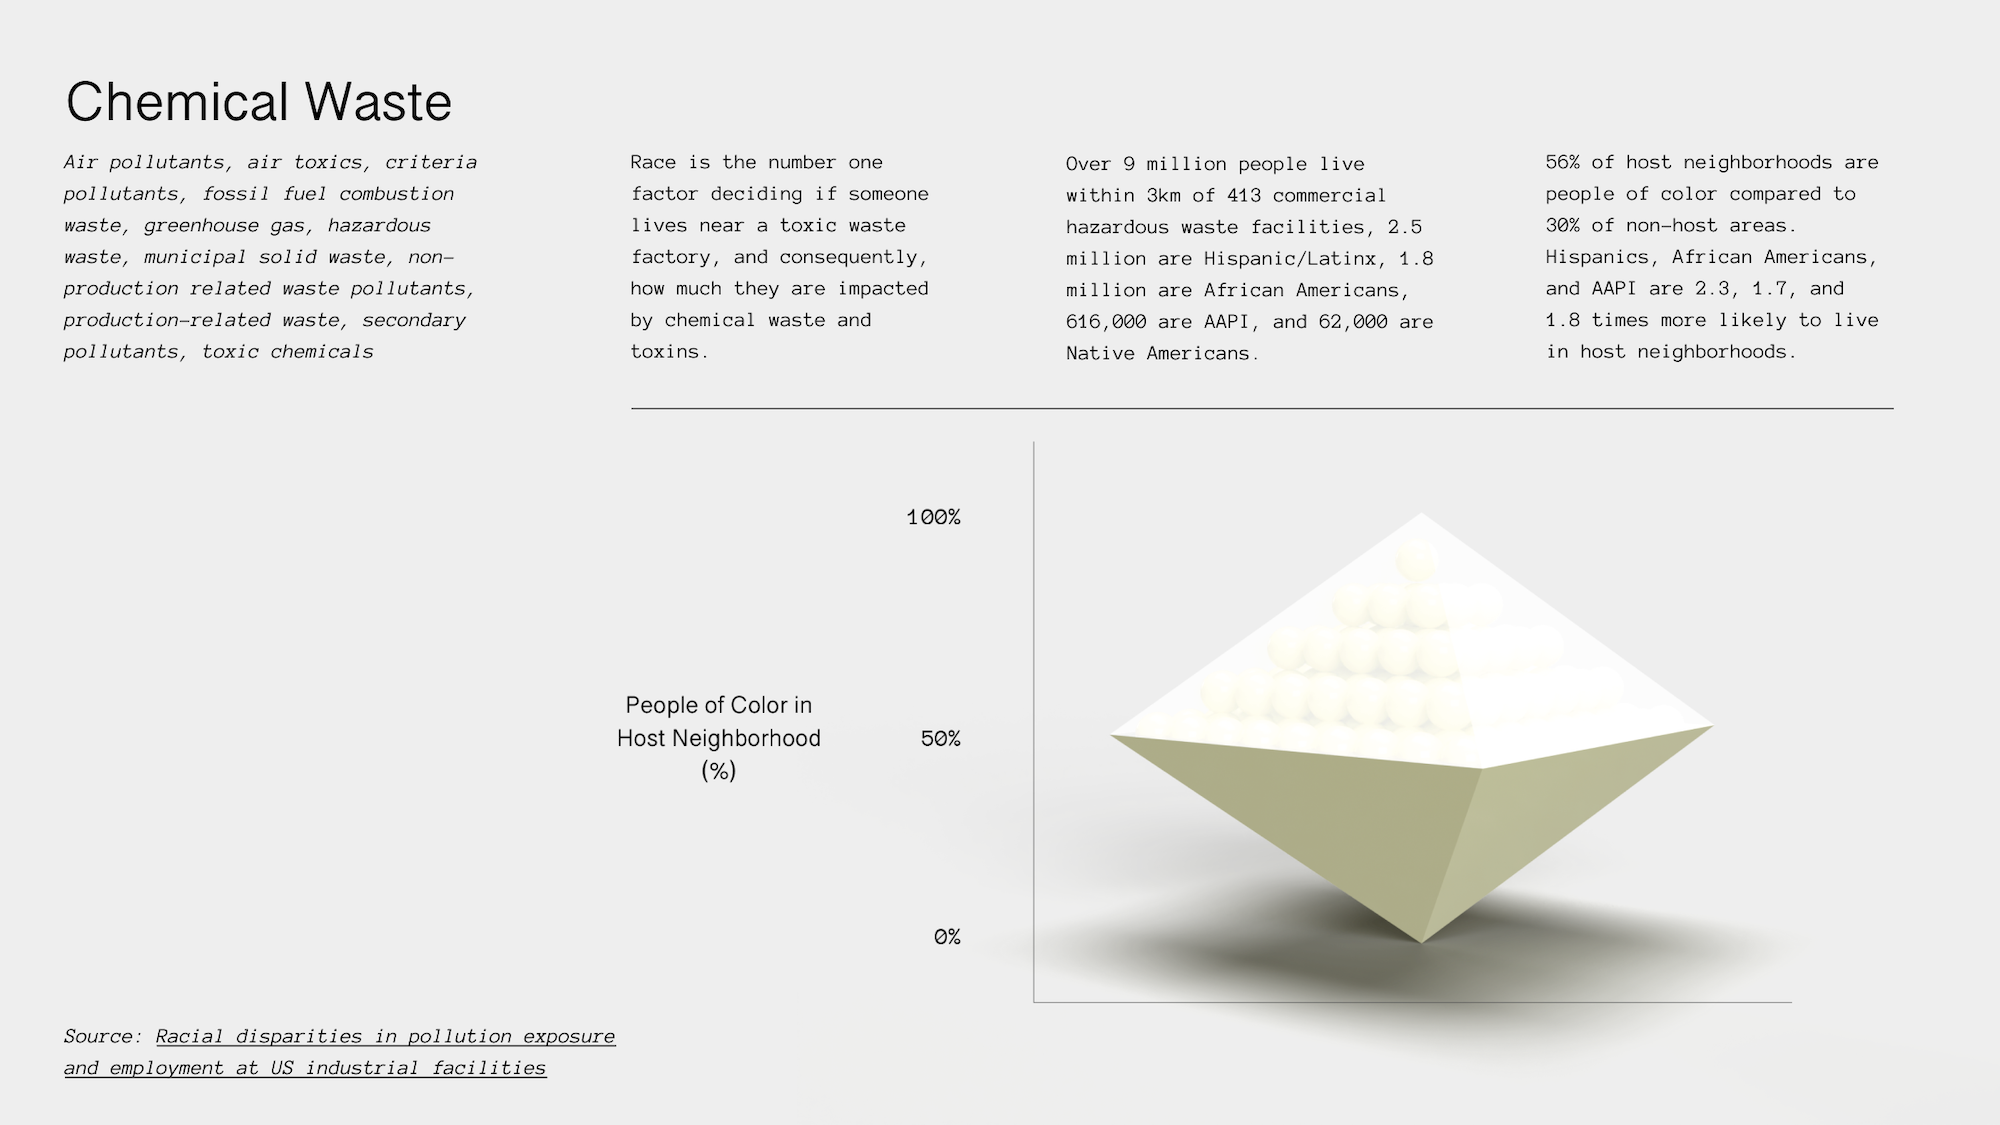 Chemical Waste
Air pollutants, air toxics, criteria
pollutants, fossil fuel combustion
waste, greenhouse gas, hazardous
waste, municipal solid waste, non-
production related waste pollutants,
production-related waste, secondary
pollutants, toxic chemicals
Race is the number one
factor deciding if someone
lives near a toxic waste
factory, and consequently,
how much they are impacted
by chemical waste and
toxins.
Over 9 million people live
within 3km of 413 commercial
hazardous waste facilities, 2.5
million are Hispanic/Latinx, 1.8
million are African Americans,
616,000 are AAPI, and 62,000 are
Native Americans.
56% of host neighborhoods are
people of color compared to
30% of non-host areas.
Hispanics, African Americans,
and AAPI are 2.3, 1.7, and
1.8 times more likely to live
in host neighborhoods.
100%
People of Color in
Host Neighborhood
(%)
50%
0%
Source: Racial disparities in pollution exposure
and employment at US industrial facilities